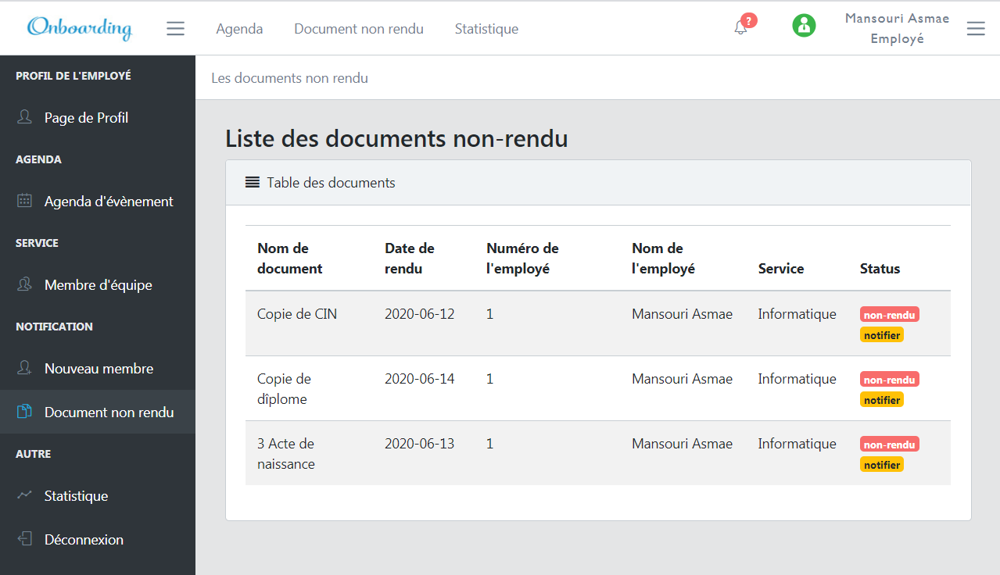 Onboarding
Agenda
Document non rendu
Statistique
?
Mansouri Asmae
Employé
PROFIL DE L'EMPLOYÉ
Page de Profil
AGENDA
Agenda d'évènement
SERVICE
Membre d'équipe
NOTIFICATION
Nouveau membre
Document non rendu
AUTRE
Statistique
Déconnexion
Les documents non rendu
Liste des documents non-rendu
Table des documents
Nom de
document
Date de
rendu
Numéro de
l'employé
Nom de
l'employé
Service
Status
Copie de CIN
2020-06-12
1
Mansouri Asmae
Informatique
non-rendu
notifier
Copie de
dîplome
2020-06-14
1
Mansouri Asmae
Informatique
non-rendu
notifier
3 Acte de
naissance
2020-06-13
1
Mansouri Asmae
Informatique
non-rendu
notifier